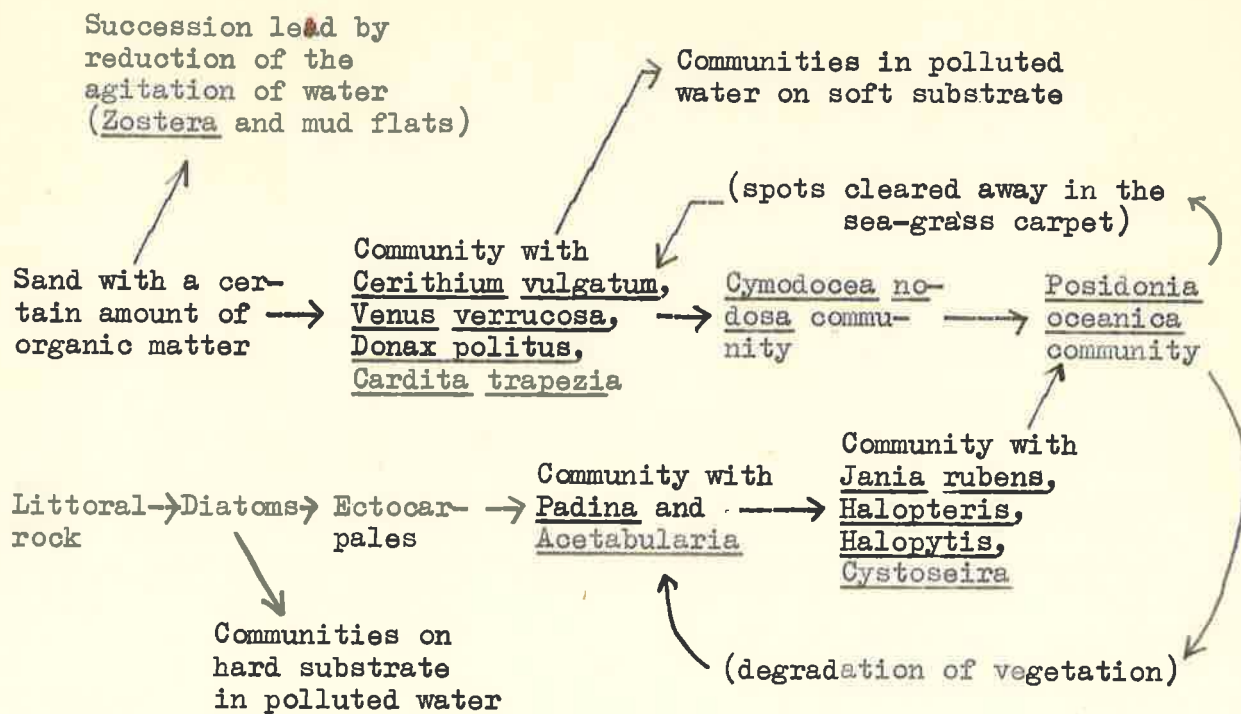 Succession lead by
reduction of the
agitation of water
(Zostera and mud flats)
Communities in polluted
water on soft substrate
(spots cleared away in the
sea-grass carpet)
Sand with a cer-
tain amount of
organic matter
Community with
Cerithium vulgatum,
Venus verrucosa,
Donax politus,
Cardita trapezia
Cymodocea no-
dosa commu-
nity
Posidonia
oceanica
community
Littoral
rock
Diatoms
Ectocar-
pales
Community with
Padina and
Acetabularia
Community with
Jania rubens,
Halopteris,
Halopytis,
Cystoseira
Communities on
hard substrate
in polluted water
(degradation of vegetation)